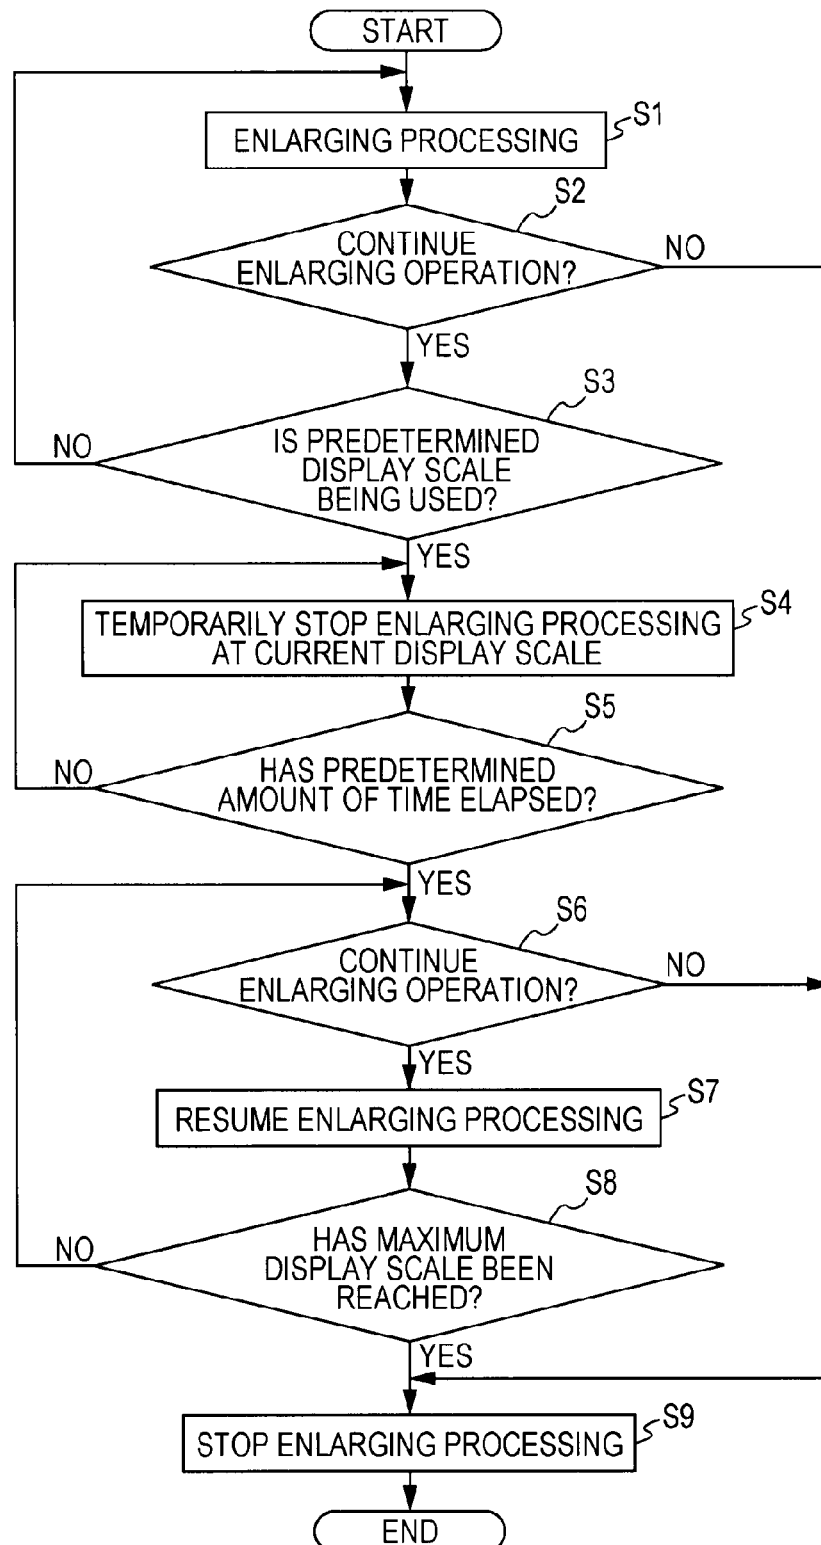 START
S1
ENLARGING PROCESSING
S2
CONTINUE
ENLARGING OPERATION?
NO
YES
S3
NO
IS PREDETERMINED
DISPLAY SCALE
BEING USED?
YES
S4
TEMPORARILY STOP ENLARGING PROCESSING
AT CURRENT DISPLAY SCALE
S5
NO
HAS PREDETERMINED
AMOUNT OF TIME ELAPSED?
YES
S6
CONTINUE
ENLARGING OPERATION?
NO
YES
S7
RESUME ENLARGING PROCESSING
S8
NO
HAS MAXIMUM
DISPLAY SCALE BEEN
REACHED?
YES
S9
STOP ENLARGING PROCESSING
END